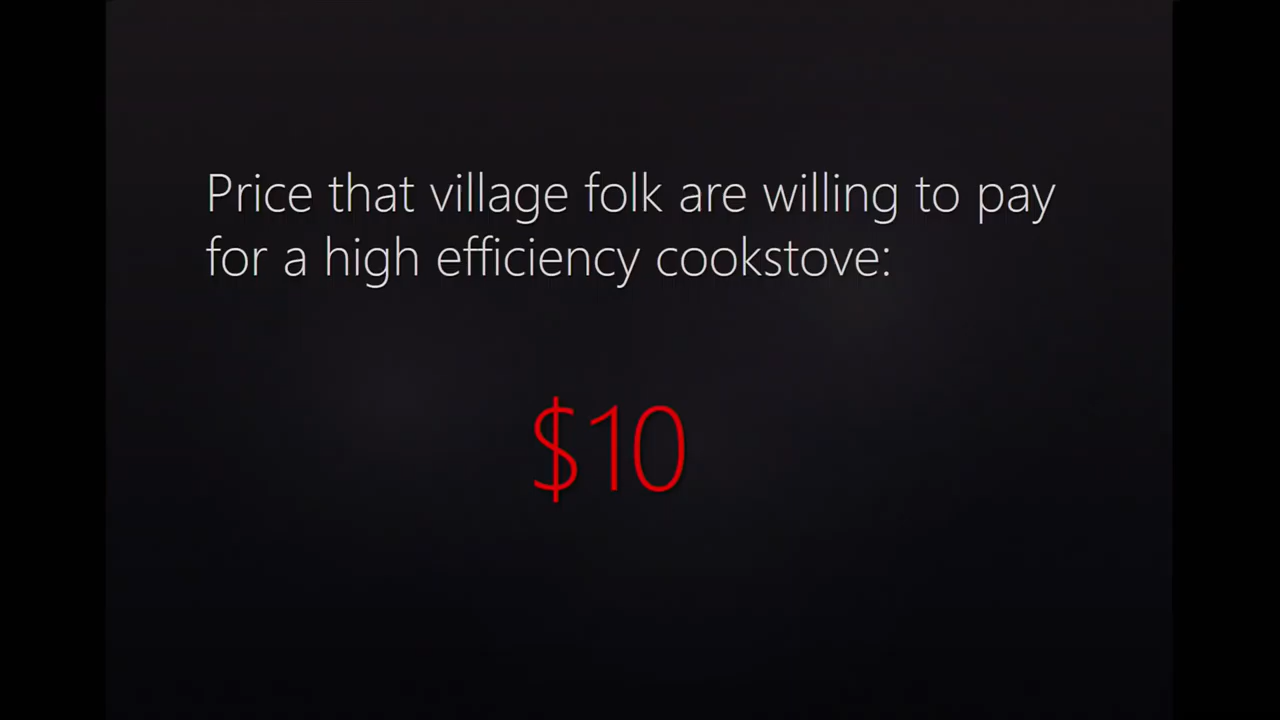 Price that village folk are willing to pay
for a high efficiency cookstove:
$10